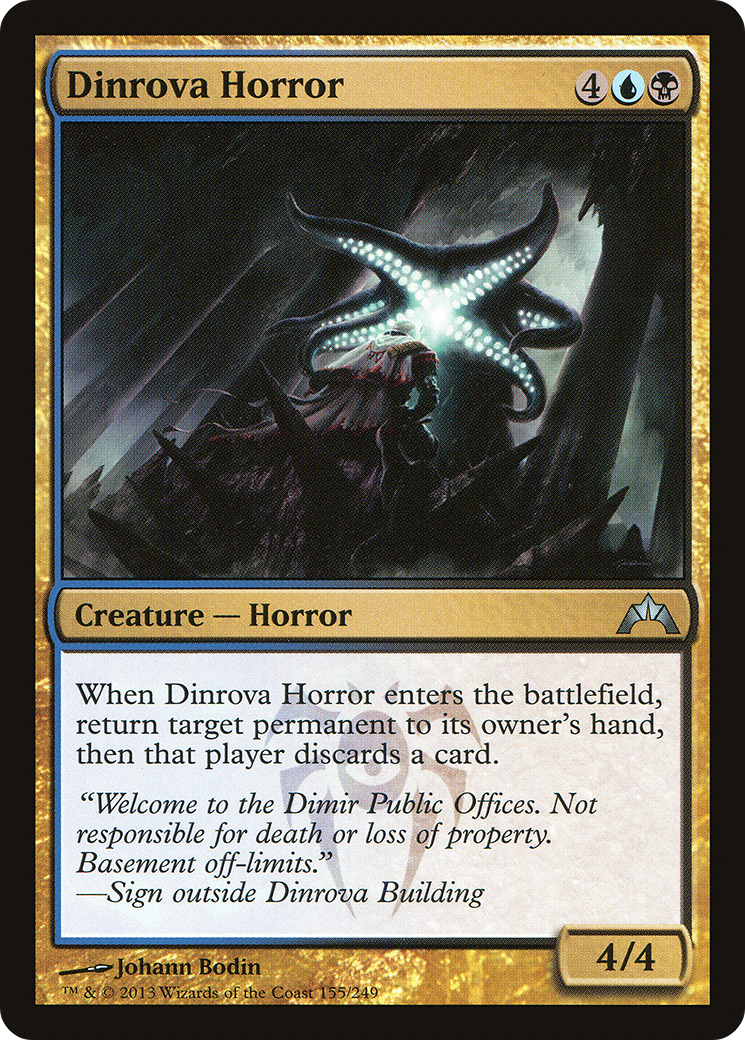 Dinrova Horror 4
Creature — Horror
When Dinrova Horror enters the battlefield,
return target permanent to its owner's hand,
then that player discards a card.
"Welcome to the Dimir Public Offices. Not
responsible for death or loss of property.
Basement off-limits."
—Sign outside Dinrova Building
4/4
Johann Bodin
™ & © 2013 Wizards of the Coast 155/249